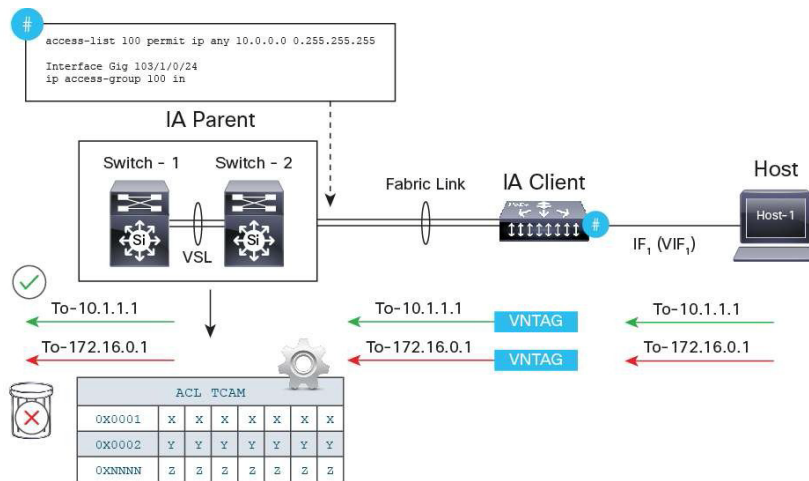 #
access-list 100 permit ip any 10.0.0.0 0.255.255.255
Interface Gig 103/1/0/24
ip access-group 100 in
IA Parent
Switch - 1
Switch - 2
Si
Si
VSL
Fabric Link
IA Client
#
Host
Host-1
IF1 (VIF1)
To-10.1.1.1
To-10.1.1.1
VNTAG
To-10.1.1.1
To-172.16.0.1
To-172.16.0.1
VNTAG
To-172.16.0.1
ACL TCAM
0X0001 X X X X X X X
0X0002 Y Y Y Y Y Y Y
0XNNNN Z Z Z Z Z Z Z